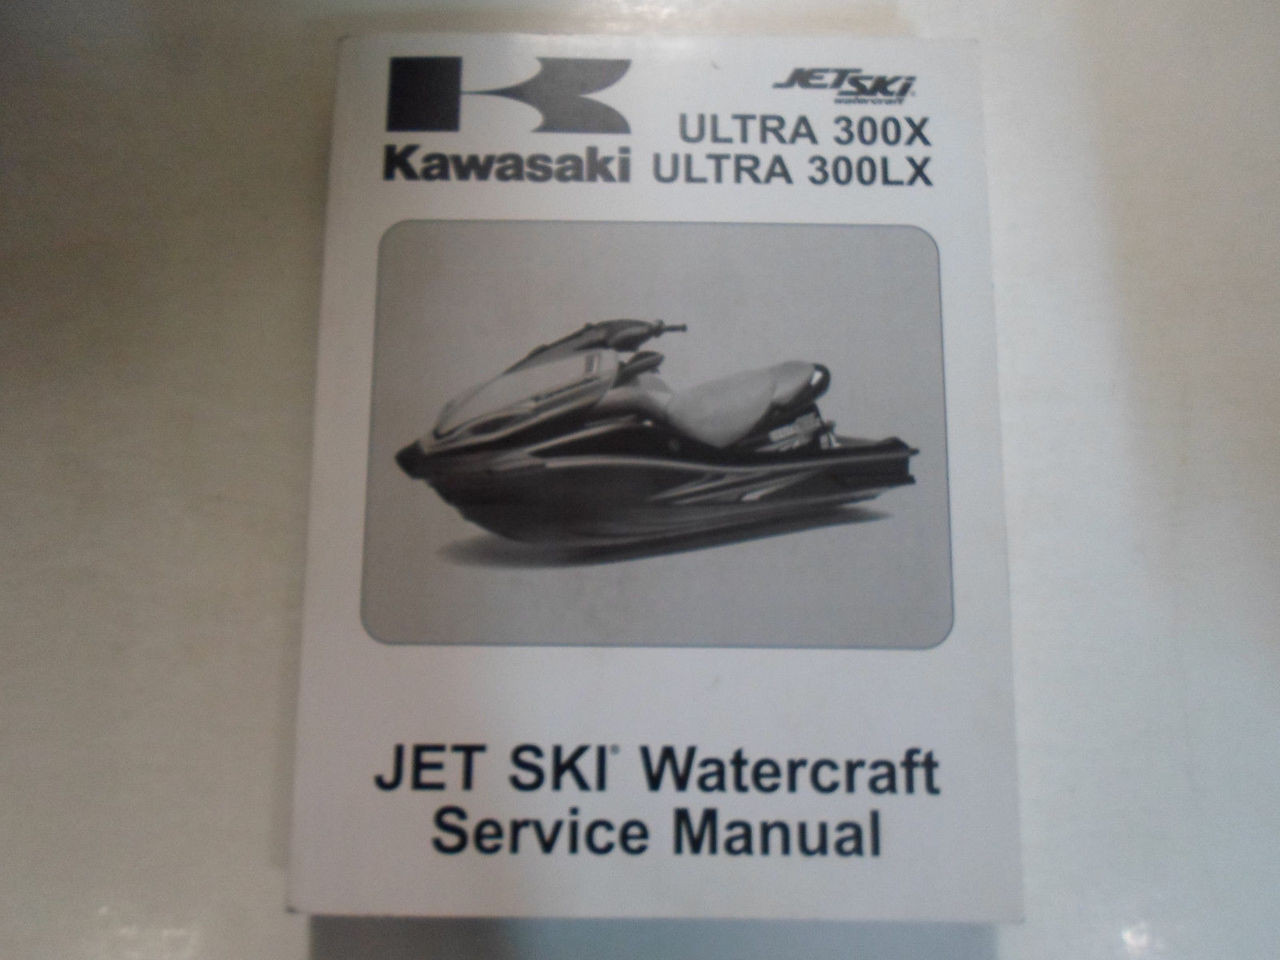 JET SKi
watercraft
ULTRA 300X
Kawasaki ULTRA 300LX
JET SKI® Watercraft
Service Manual